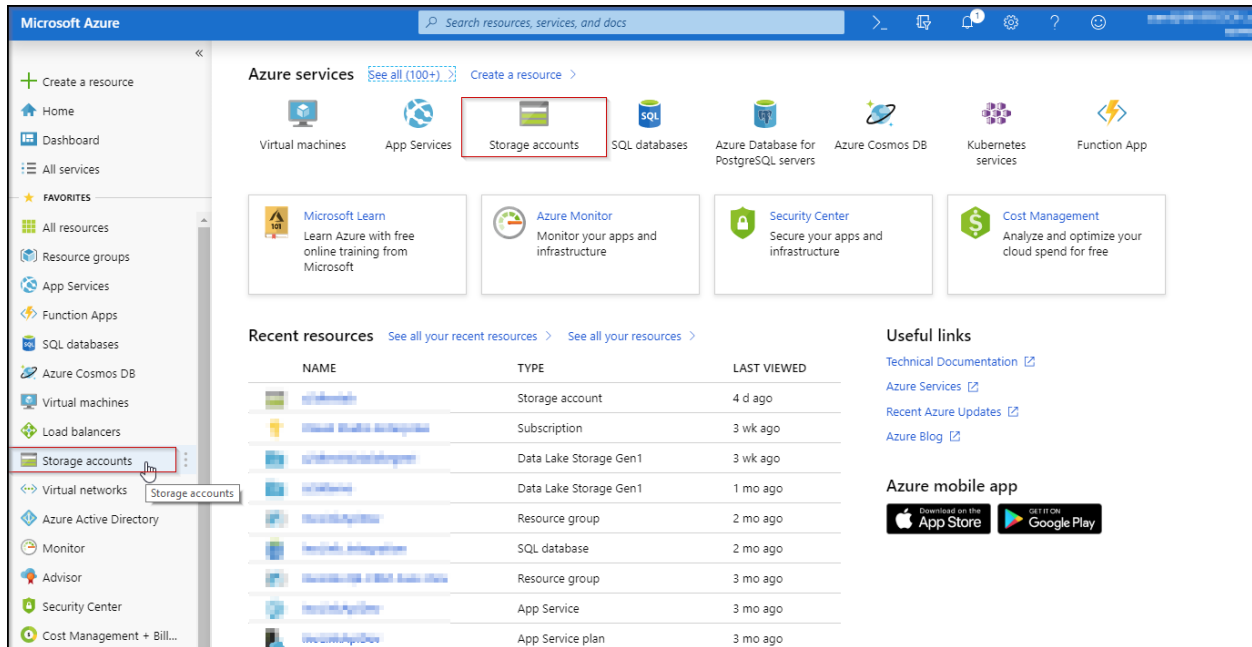 Microsoft Azure
Search resources, services, and docs
1
«
Create a resource
Home
Dashboard
All services
FAVORITES
All resources
Resource groups
App Services
Function Apps
SQL databases
Azure Cosmos DB
Virtual machines
Load balancers
Storage accounts
Storage accounts
Virtual networks
Azure Active Directory
Monitor
Advisor
Security Center
Cost Management + Bill...
Azure services See all (100+) > Create a resource >
Virtual machines
App Services
Storage accounts
SQL
SQL databases
Azure Database for
PostgreSQL servers
Azure Cosmos DB
Kubernetes
services
Function App
101
Microsoft Learn
Learn Azure with free
online training from
Microsoft
Azure Monitor
Monitor your apps and
infrastructure
Security Center
Secure your apps and
infrastructure
Cost Management
Analyze and optimize your
cloud spend for free
Recent resources See all your recent resources > See all your resources >
NAME TYPE LAST VIEWED
Storage account 4 d ago
Subscription 3 wk ago
Data Lake Storage Gen1 3 wk ago
Data Lake Storage Gen1 1 mo ago
Resource group 2 mo ago
SQL database 2 mo ago
Resource group 3 mo ago
App Service 3 mo ago
App Service plan 3 mo ago
Useful links
Technical Documentation
Azure Services
Recent Azure Updates
Azure Blog
Azure mobile app
Download on the
App Store
GET IT ON
Google Play